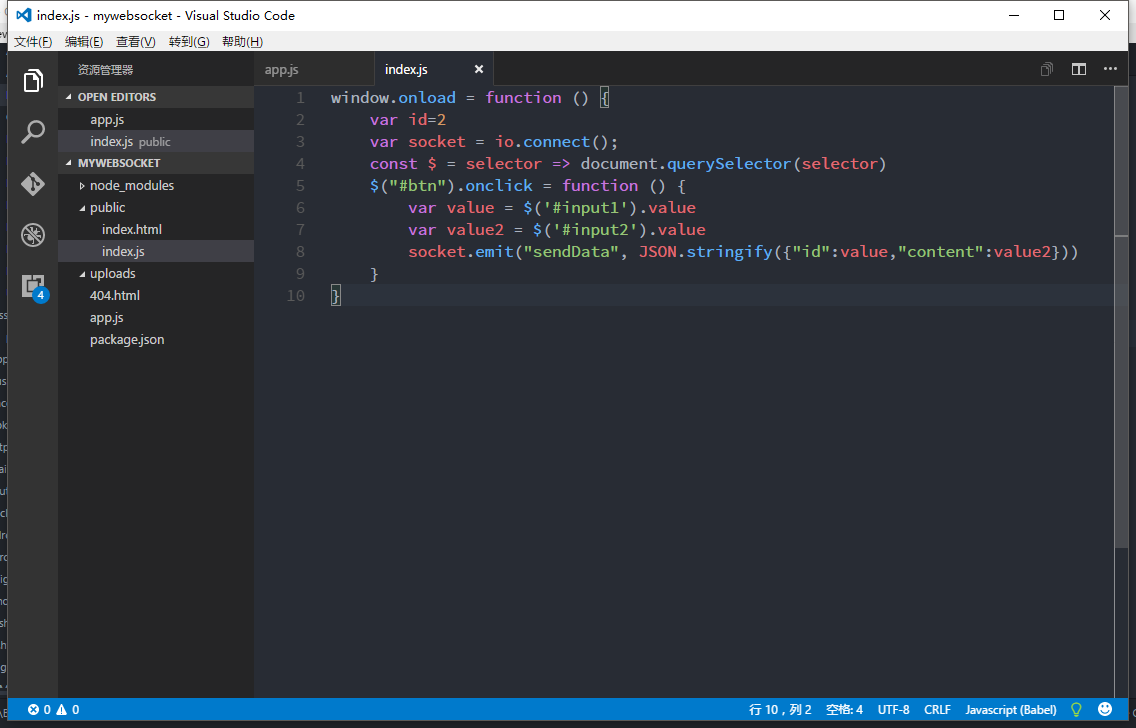 index.js - mywebsocket - Visual Studio Code
文件(F) 编辑(E) 查看(V) 转到(G) 帮助(H)
资源管理器
OPEN EDITORS
app.js
index.js public
MYWEBSOCKET
node_modules
public
index.html
index.js
uploads
404.html
app.js
package.json
4
app.js index.js
1 window.onload = function () {
2 var id=2
3 var socket = io.connect();
4 const $ = selector => document.querySelector(selector)
5 $("#btn").onclick = function () {
6 var value = $('#input1').value
7 var value2 = $('#input2').value
8 socket.emit("sendData", JSON.stringify({"id":value,"content":value2}))
9 }
10 }
0 0 行 10，列 2 空格: 4 UTF-8 CRLF Javascript (Babel)